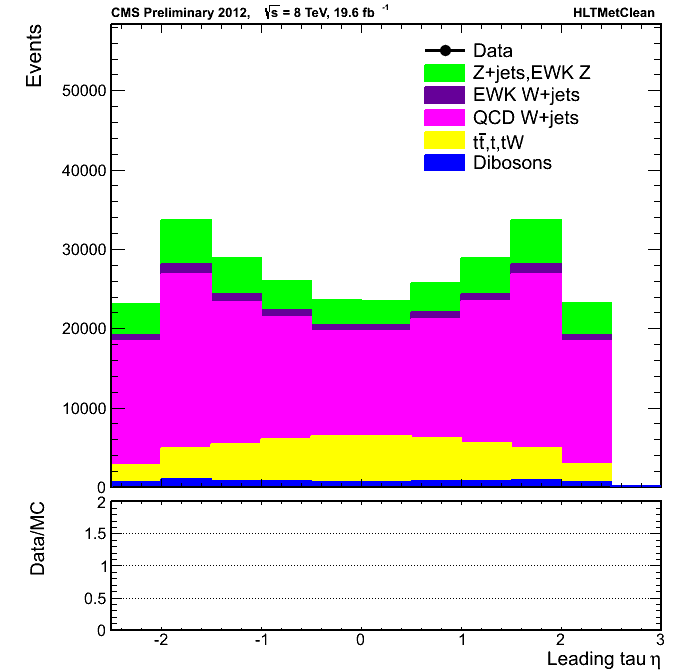 CMS Preliminary 2012, √s = 8 TeV, 19.6 fb⁻¹ HLTMetClean
Events
Data
Z+jets,EWK Z
EWK W+jets
QCD W+jets
tt̅,t,tW
Dibosons
50000
40000
30000
20000
10000
0
Data/MC
2
1.5
1
0.5
0
-2 -1 0 1 2 3
Leading tau η